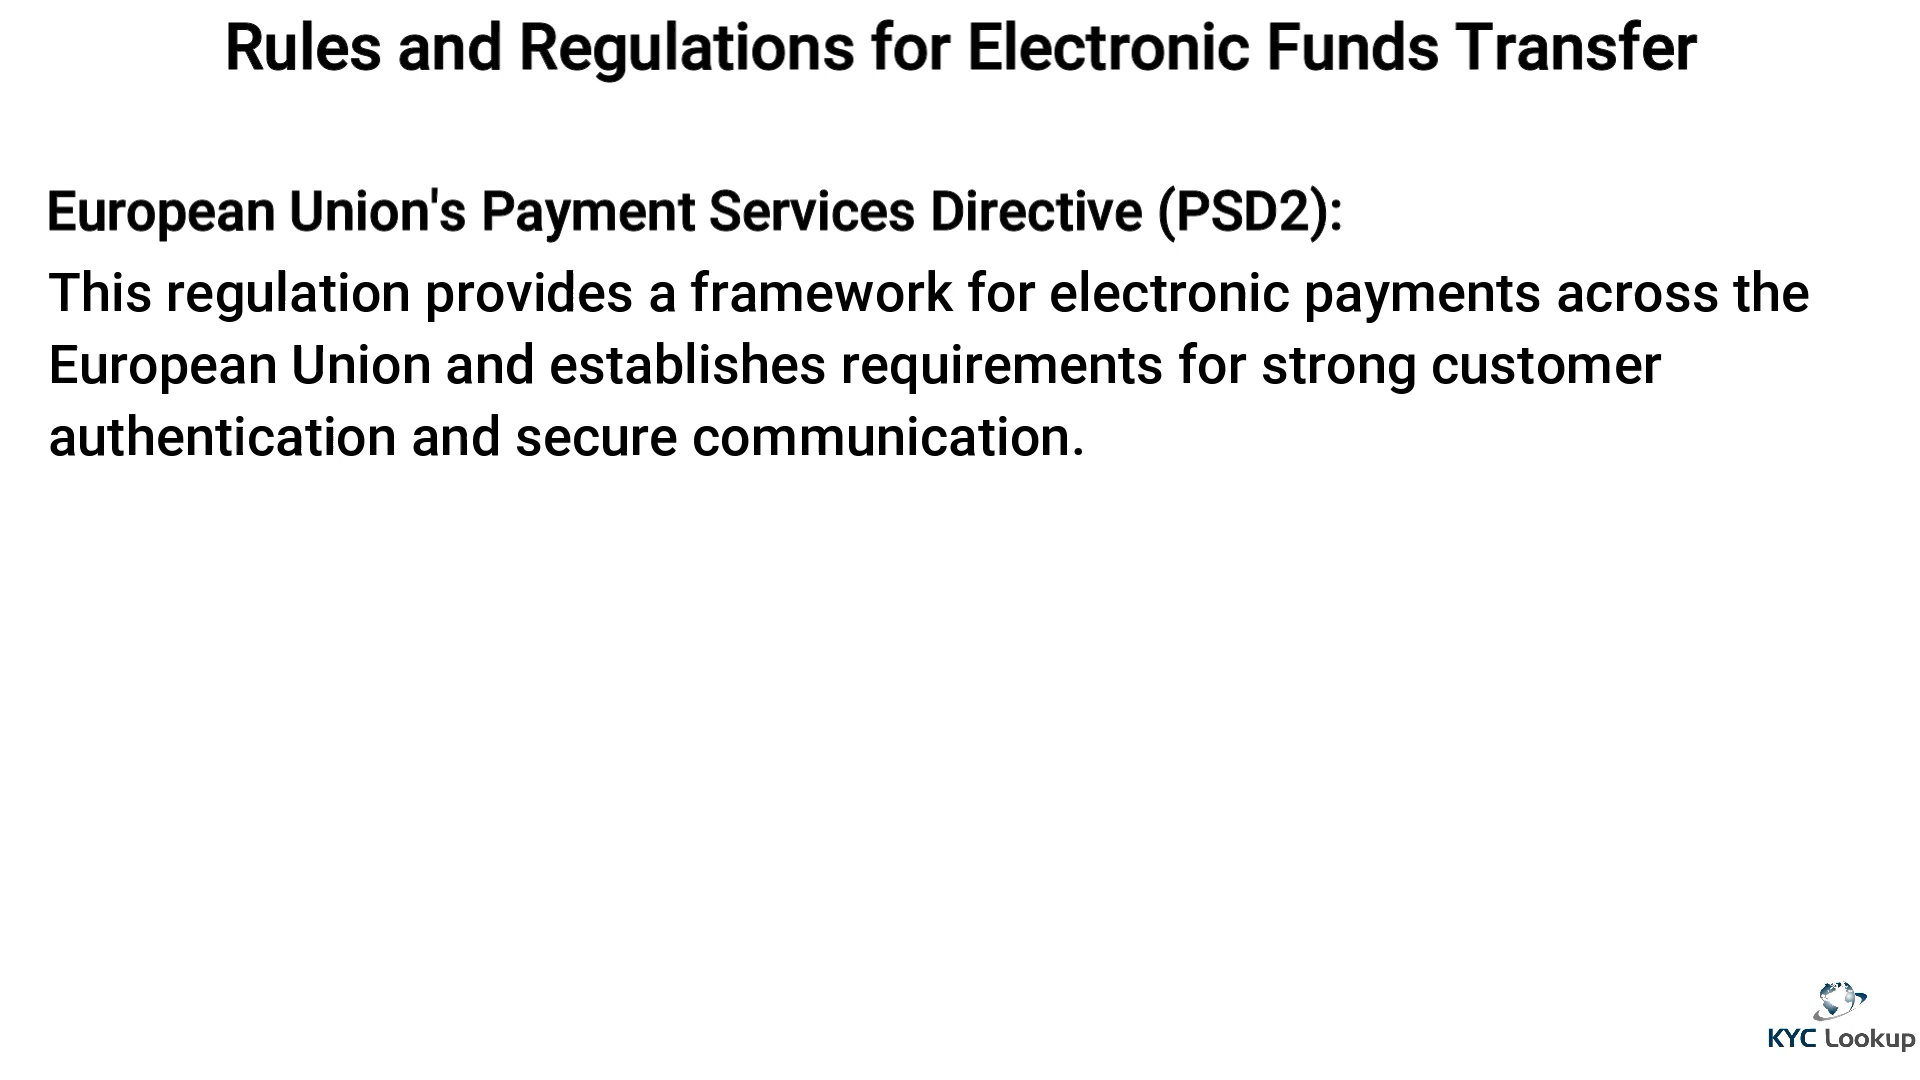 Rules and Regulations for Electronic Funds Transfer
European Union's Payment Services Directive (PSD2):
This regulation provides a framework for electronic payments across the
European Union and establishes requirements for strong customer
authentication and secure communication.
KYC Lookup